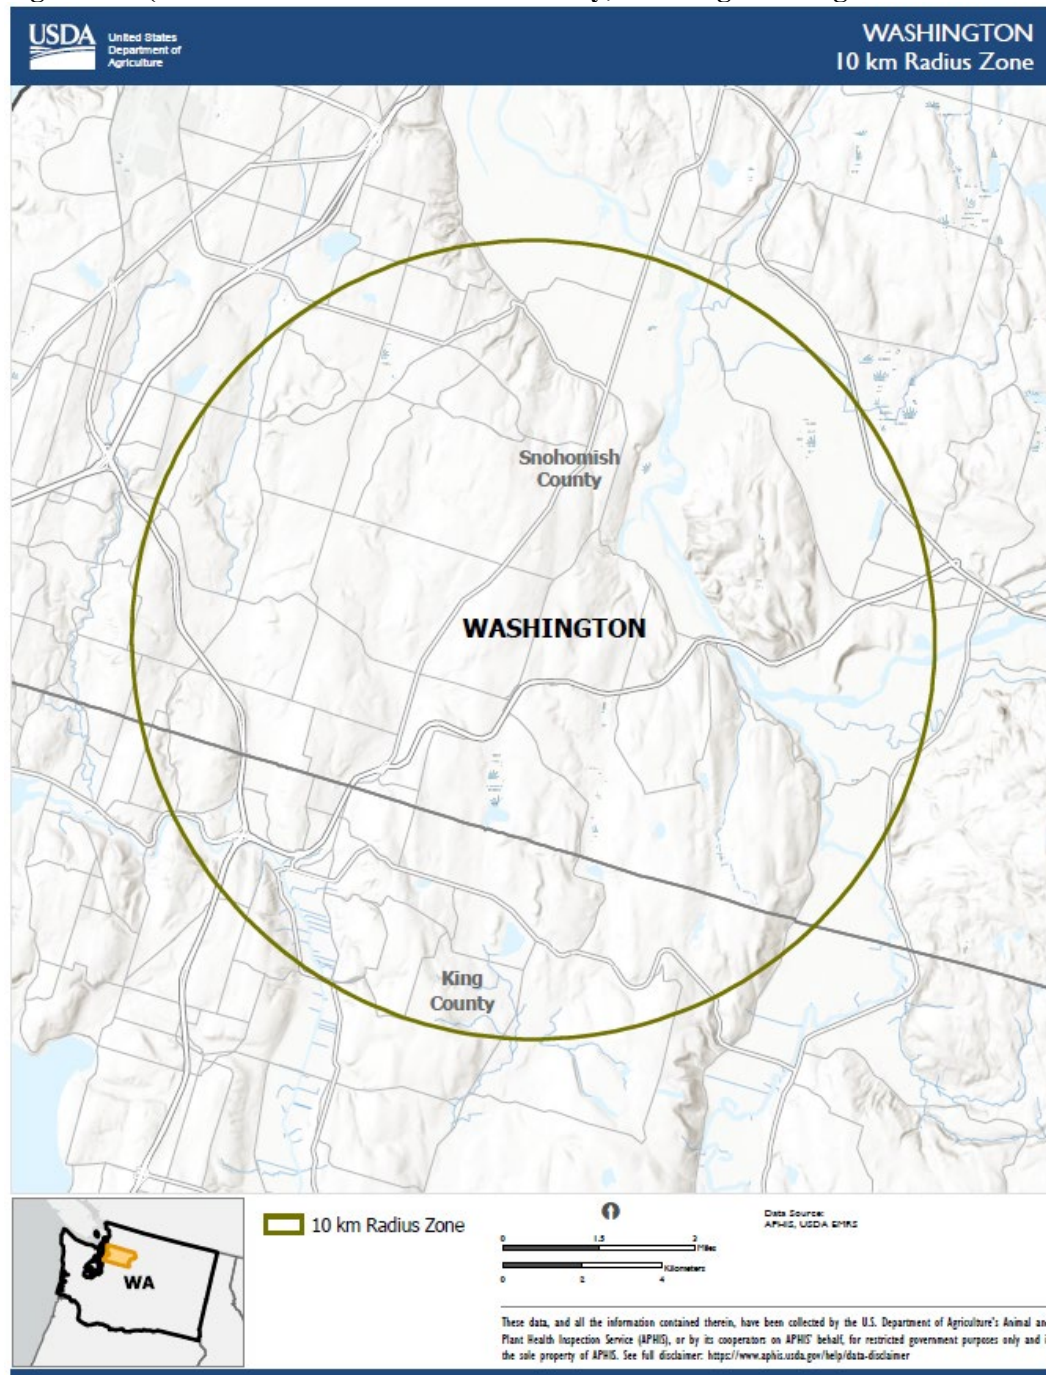 USDA
United States
Department of
Agriculture
WASHINGTON
10 km Radius Zone
Snohomish
County
WASHINGTON
King
County
WA
10 km Radius Zone
0 1.5 3
Miles
Kilometers
0 2 4
Data Source:
APHIS, USDA EMRS
These data, and all the information contained therein, have been collected by the U.S. Department of Agriculture's Animal an
Plant Health Inspection Service (APHIS), or by its cooperators on APHIS' behalf, for restricted government purposes only and i
the sole property of APHIS. See full disclaimer: https://www.aphis.usda.gov/help/data-disclaimer